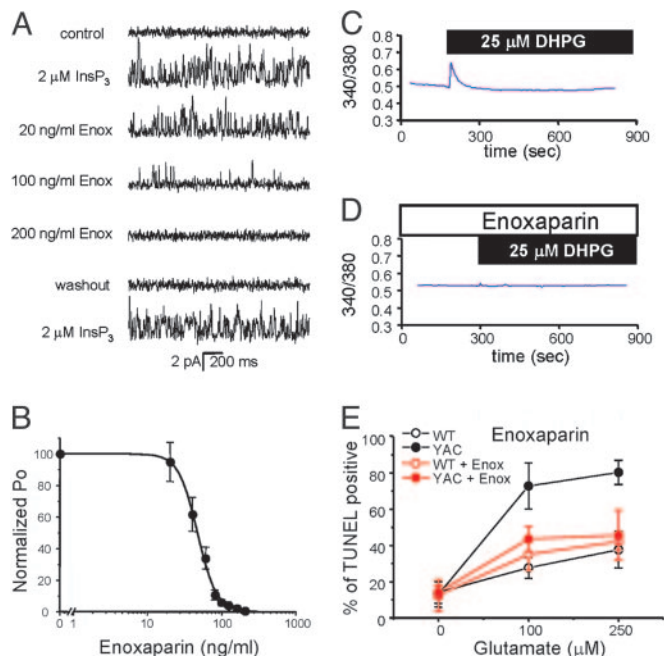 A
control
2 μM InsP3
20 ng/ml Enox
100 ng/ml Enox
200 ng/ml Enox
washout
2 μM InsP3
2 pA 200 ms
B
Normalized Po
100
80
60
40
20
0
0 1 10 100 1000
Enoxaparin (ng/ml)
C
25 μM DHPG
340/380
0.8
0.7
0.6
0.5
0.4
0.3
0 300 600 900
time (sec)
D
Enoxaparin
25 μM DHPG
340/380
0.8
0.7
0.6
0.5
0.4
0.3
0 300 600 900
time (sec)
E
Enoxaparin
WT
YAC
WT + Enox
YAC + Enox
% of TUNEL positive
100
80
60
40
20
0
0 100 250
Glutamate (μM)